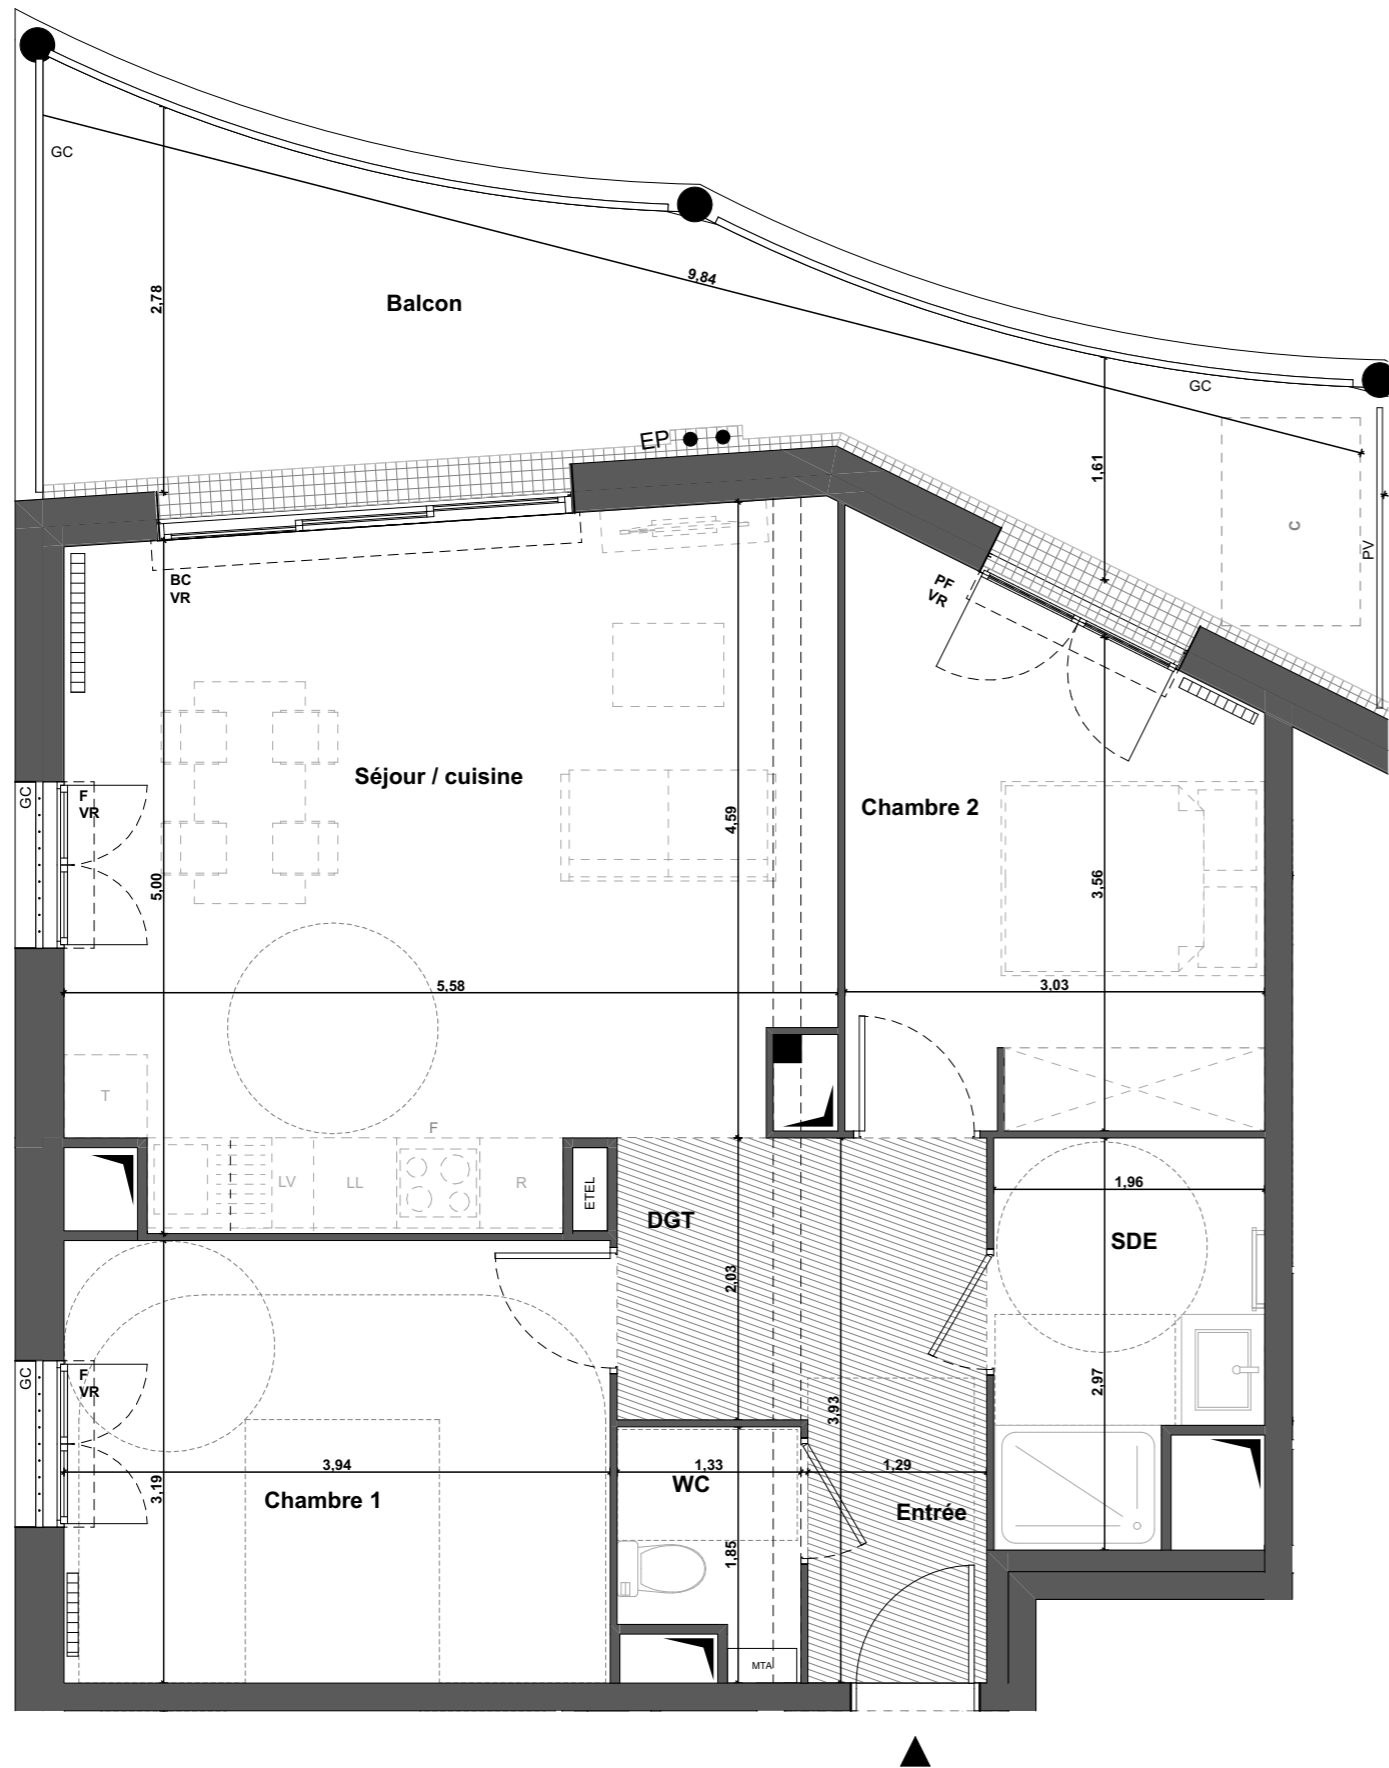 GC
9,84
2,78
Balcon
GC
EP
1,61
C
PV
BC
VR
PF
VR
Séjour / cuisine
GC
F
VR
Chambre 2
4,59
5,00
3,56
5,58
3,03
T
F
LV
LL
R
ETEL
1,96
DGT
SDE
2,03
GC
F
VR
2,97
3,93
3,94
1,33
1,29
3,19
WC
Chambre 1
Entrée
1,85
MTA